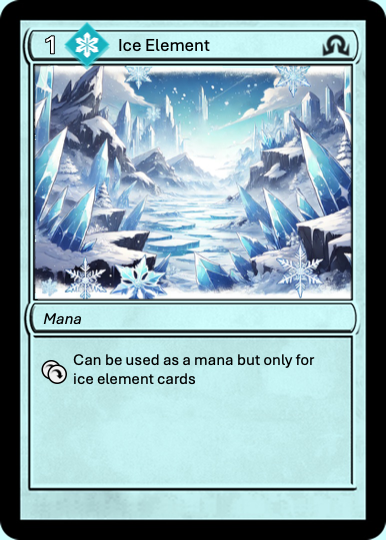 1 Ice Element
Mana
Can be used as a mana but only for
ice element cards